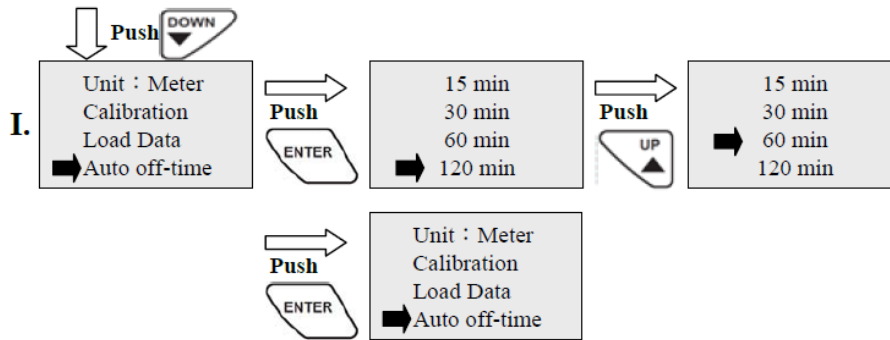 Push DOWN
I.
Unit：Meter
Calibration
Load Data
Auto off-time
Push
ENTER
15 min
30 min
60 min
120 min
Push
UP
15 min
30 min
60 min
120 min
Push
ENTER
Unit：Meter
Calibration
Load Data
Auto off-time